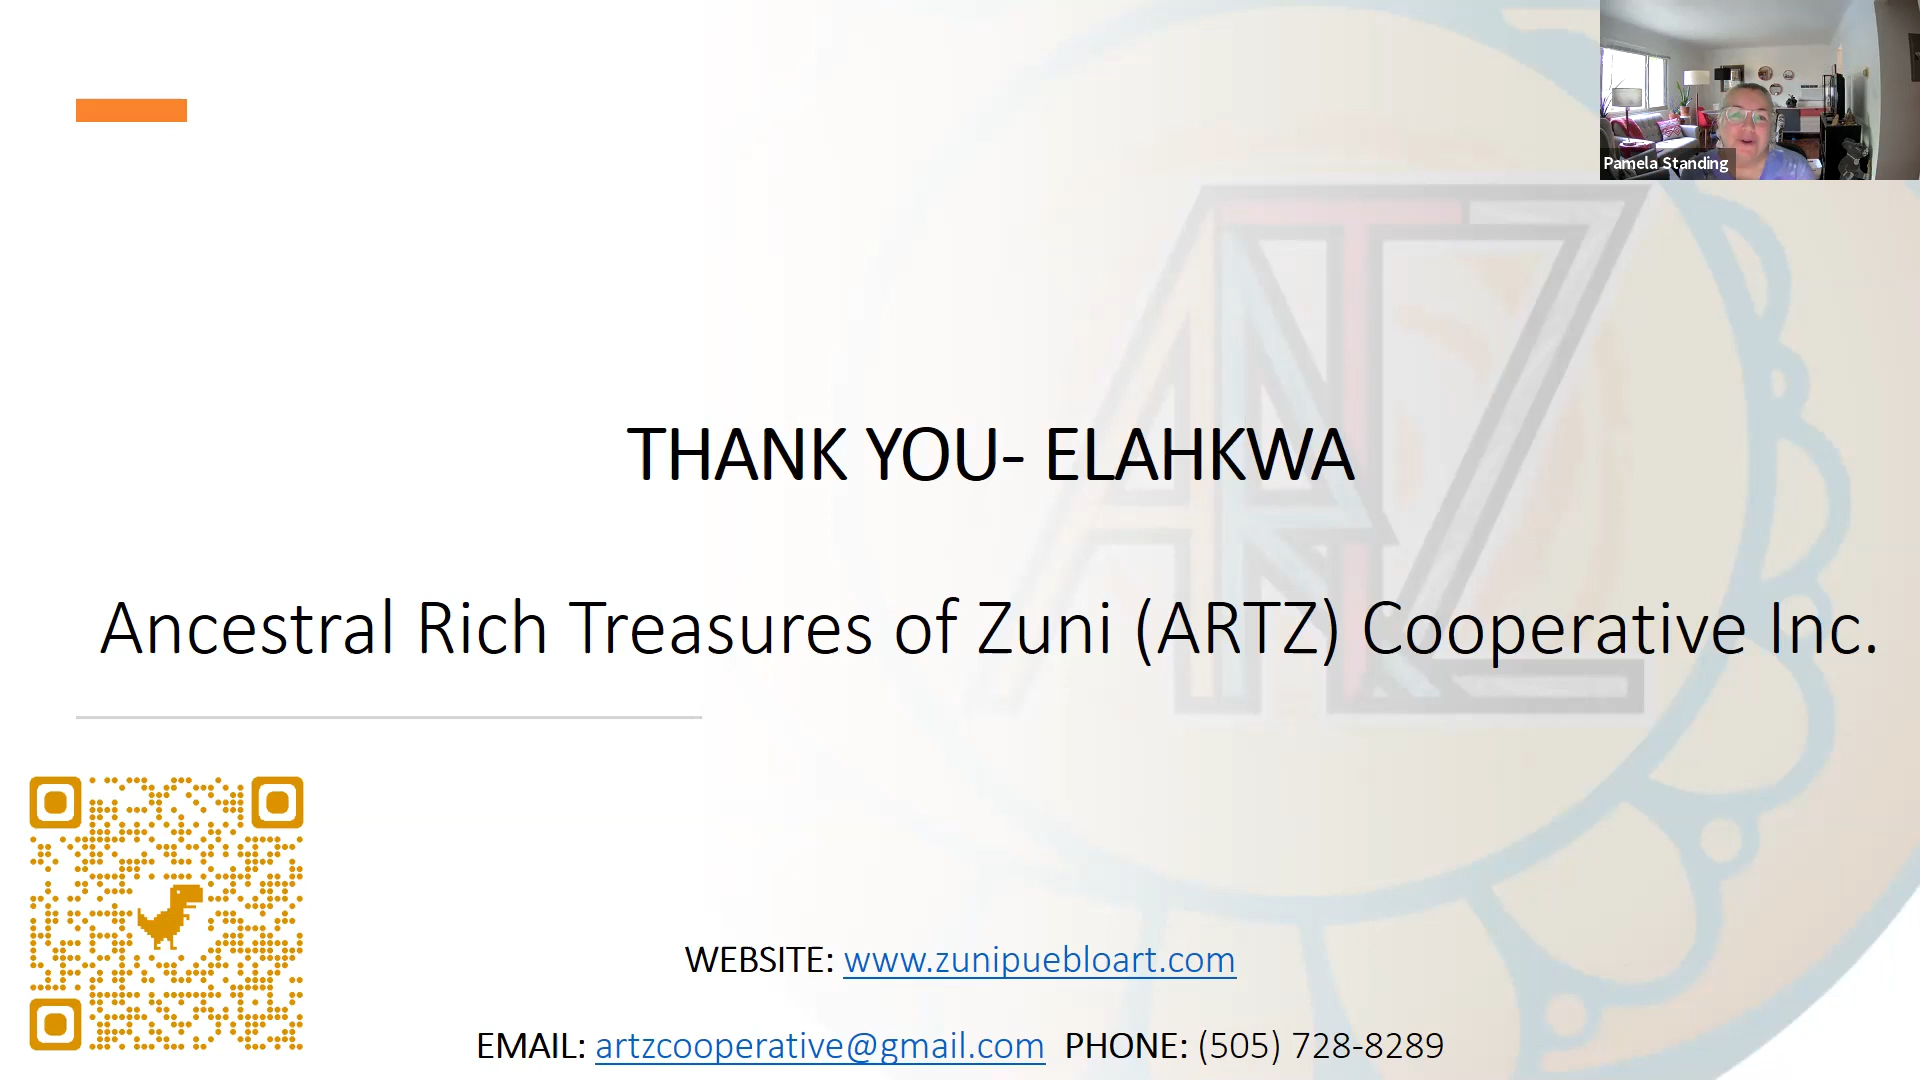 Pamela Standing
ARTZ
THANK YOU- ELAHKWA
Ancestral Rich Treasures of Zuni (ARTZ) Cooperative Inc.
WEBSITE: www.zunipuebloart.com
EMAIL: artzcooperative@gmail.com PHONE: (505) 728-8289